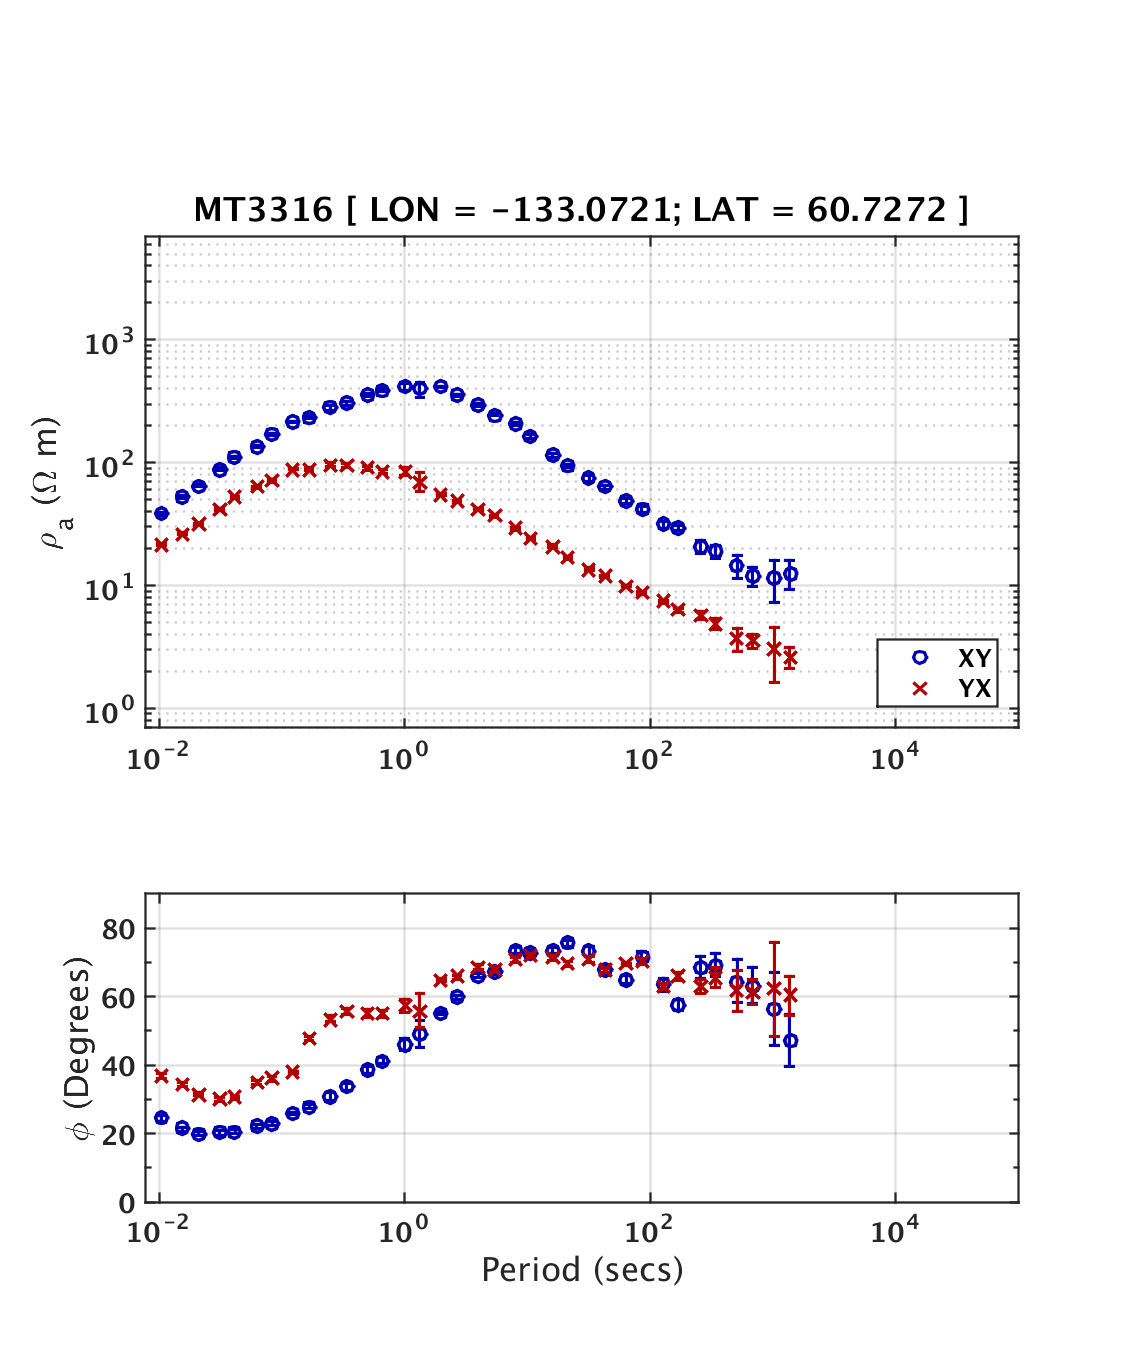 MT3316 [ LON = -133.0721; LAT = 60.7272 ]
ρa (Ω m)
10³
10²
10¹
10⁰
XY
YX
10⁻² 10⁰ 10² 10⁴
ϕ (Degrees)
80
60
40
20
0
10⁻² 10⁰ 10² 10⁴
Period (secs)